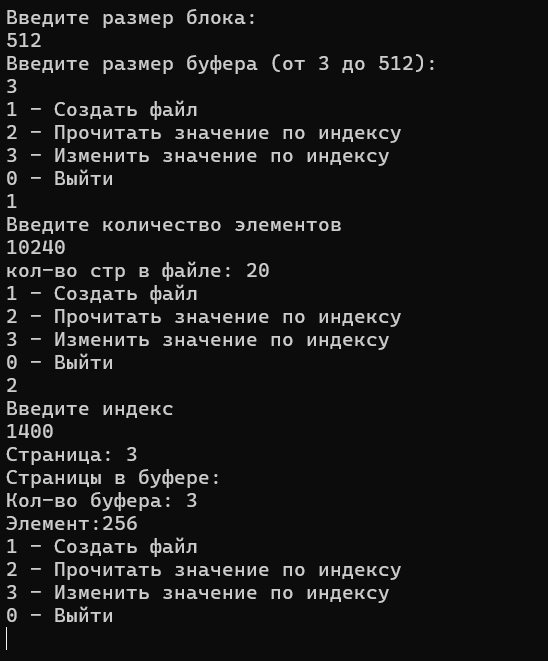 Введите размер блока:
512
Введите размер буфера (от 3 до 512):
3
1 - Создать файл
2 - Прочитать значение по индексу
3 - Изменить значение по индексу
0 - Выйти
1
Введите количество элементов
10240
кол-во стр в файле: 20
1 - Создать файл
2 - Прочитать значение по индексу
3 - Изменить значение по индексу
0 - Выйти
2
Введите индекс
1400
Страница: 3
Страницы в буфере:
Кол-во буфера: 3
Элемент:256
1 - Создать файл
2 - Прочитать значение по индексу
3 - Изменить значение по индексу
0 - Выйти